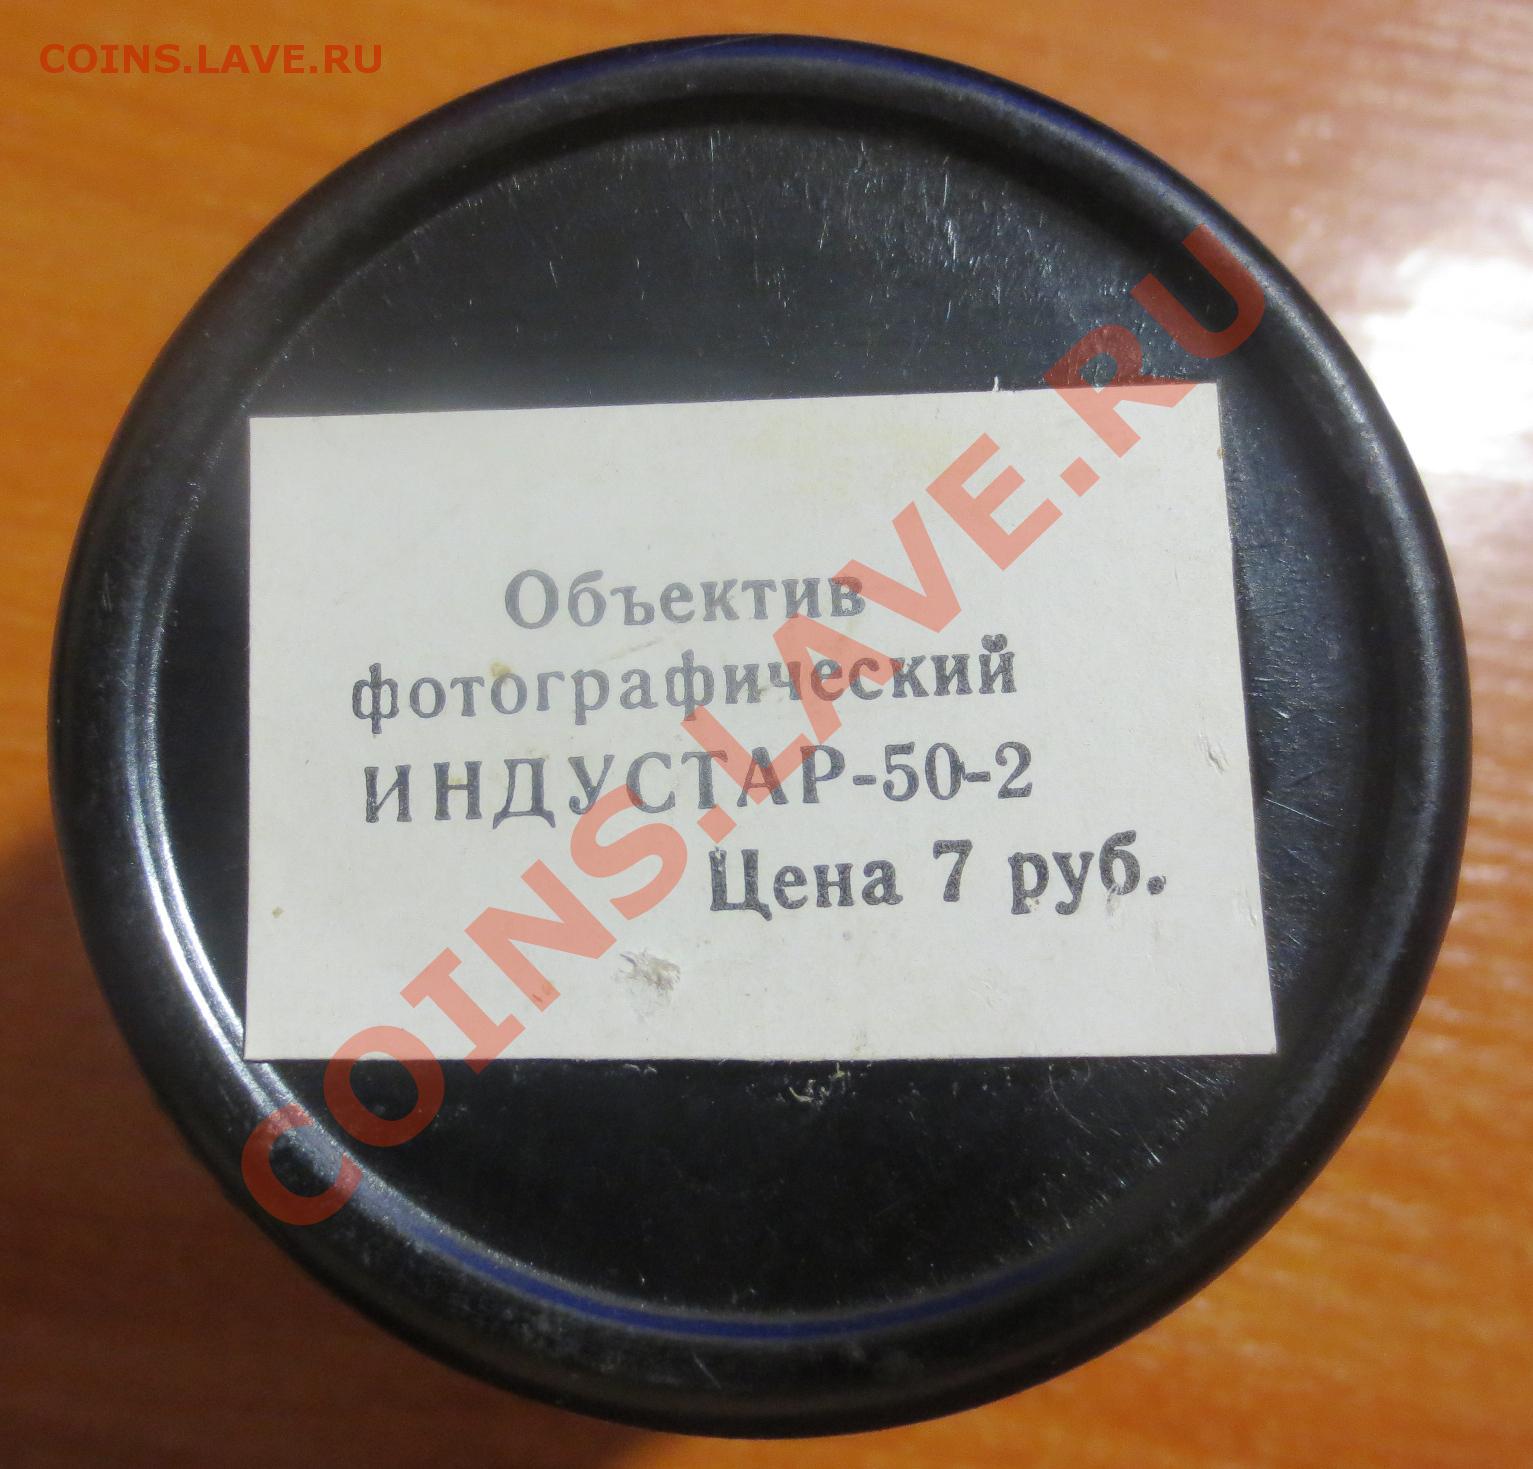 COINS.LAVE.RU
Объектив
фотографический
ИНДУСТАР-50-2
Цена 7 руб.
COINS.LAVE.RU